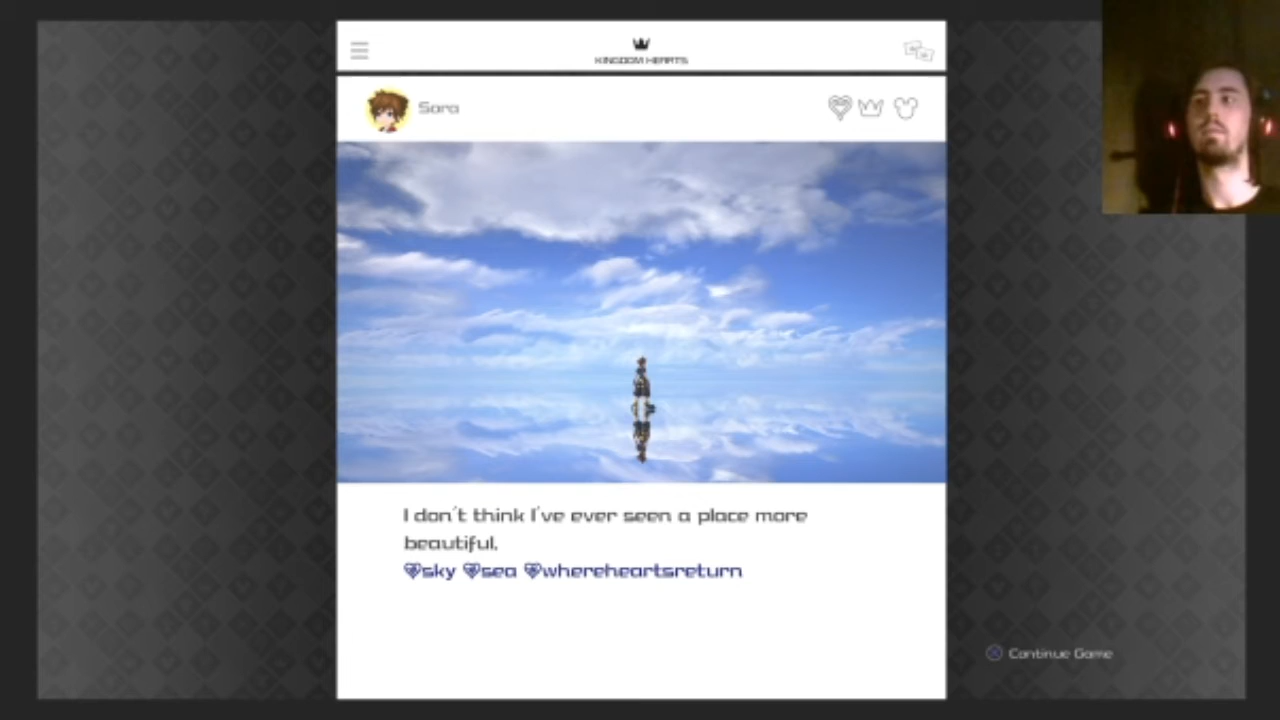 KINGDOM HEARTS
Sora
I don't think I've ever seen a place more
beautiful.
sky sea whereheartsreturn
Continue Game